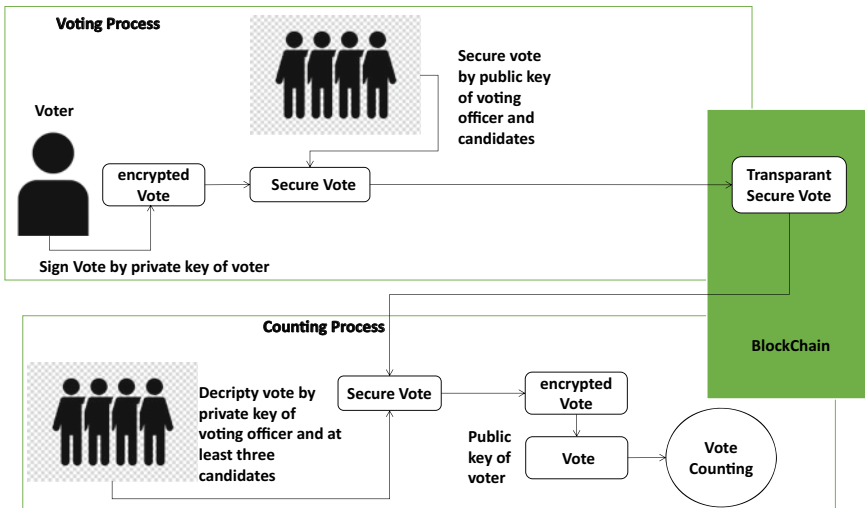 Voting Process
Voter
Secure vote
by public key
of voting
officer and
candidates
encrypted
Vote
Secure Vote
Transparant
Secure Vote
Sign Vote by private key of voter
Counting Process
BlockChain
Decripty vote by
private key of
voting officer and at
least three
candidates
Secure Vote
encrypted
Vote
Public
key of
voter
Vote
Vote
Counting